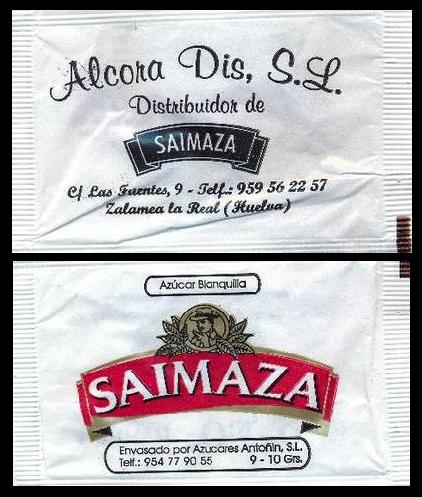 Alcora Dis, S.L.
Distribuidor de
SAIMAZA
C/ Las Fuentes, 9 - Telf.: 959 56 22 57
Zalamea la Real (Huelva)
Azúcar Blanquilla
SAIMAZA
Envasado por Azucares Antoñin, S.L.
Telf.: 954 77 90 55 9 - 10 Grs.